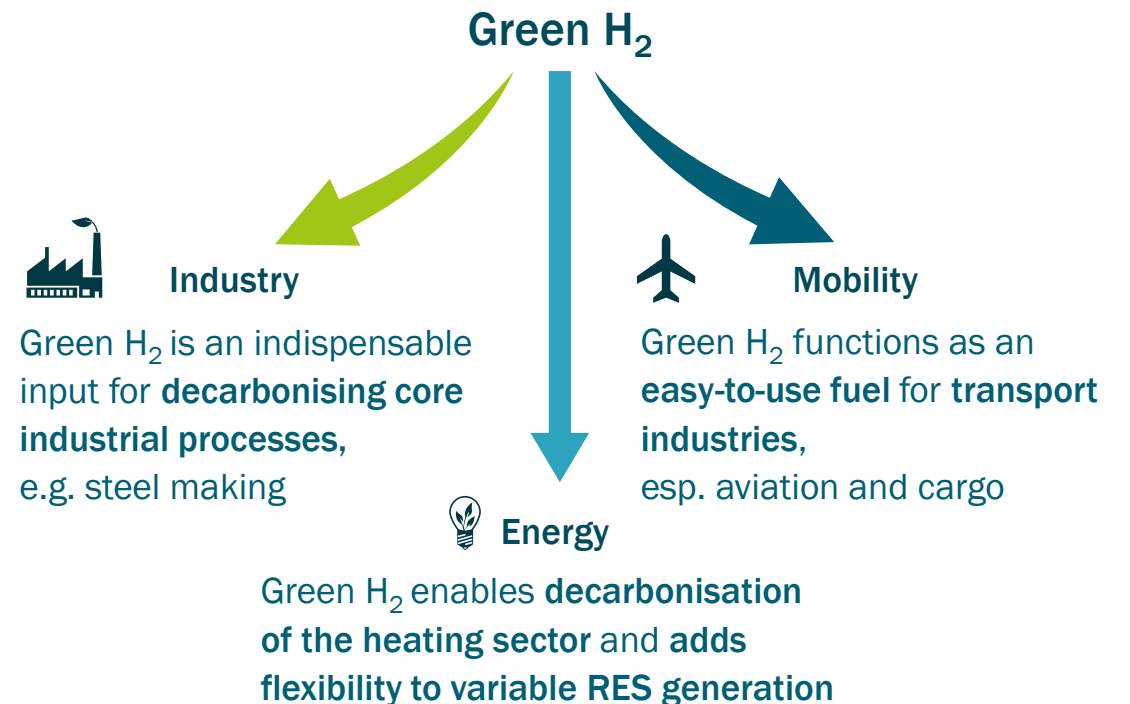 Green H₂
Industry
Green H₂ is an indispensable
input for decarbonising core
industrial processes,
e.g. steel making
Mobility
Green H₂ functions as an
easy-to-use fuel for transport
industries,
esp. aviation and cargo
Energy
Green H₂ enables decarbonisation
of the heating sector and adds
flexibility to variable RES generation